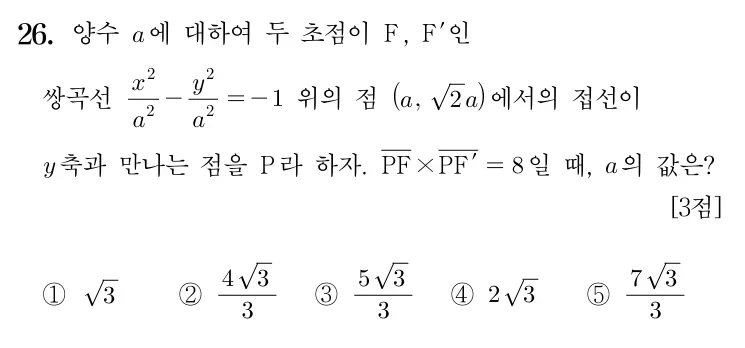 26. 양수 a에 대하여 두 초점이 F, F′인
쌍곡선 x²/a² − y²/a² = −1 위의 점 (a, √2a)에서의 접선이
y축과 만나는 점을 P라 하자. P̅F̅×P̅F̅′̅ = 8일 때, a의 값은?
[3점]
① √3 ② 4√3/3 ③ 5√3/3 ④ 2√3 ⑤ 7√3/3